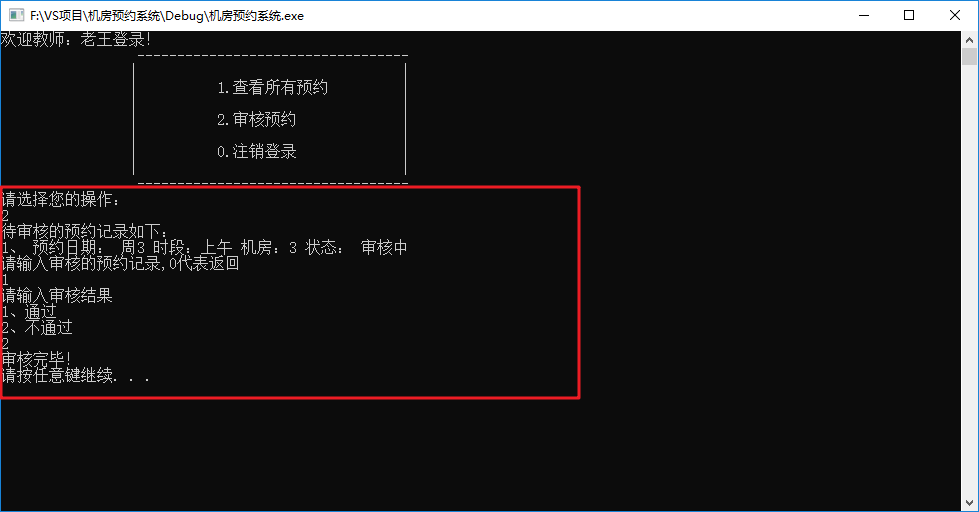 F:\VS项目\机房预约系统\Debug\机房预约系统.exe
欢迎教师：老王登录!
----------------------------------
1.查看所有预约
2.审核预约
0.注销登录
----------------------------------
请选择您的操作：
2
待审核的预约记录如下：
1、 预约日期： 周3 时段：上午 机房：3 状态： 审核中
请输入审核的预约记录,0代表返回
1
请输入审核结果
1、通过
2、不通过
2
审核完毕!
请按任意键继续. . .